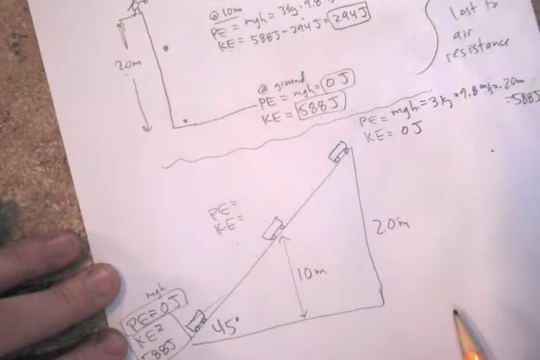 @ 10m
PE = mgh = 3kg · 9.8
KE = 588J - 294J = 294J
20m
lost to
air
resistance
@ ground
PE = mgh = 0J
KE = 588J
PE = mgh = 3kg · 9.8 m/s · 20m
= 588J
KE = 0J
PE =
KE =
20m
10m
mgh
PE = 0J
KE =
588J
45°